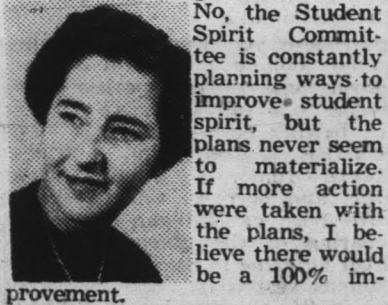 No, the Student
Spirit Commit-
tee is constantly
planning ways to
improve student
spirit, but the
plans never seem
to materialize.
If more action
were taken with
the plans, I be-
lieve there would
be a 100% im-
provement.